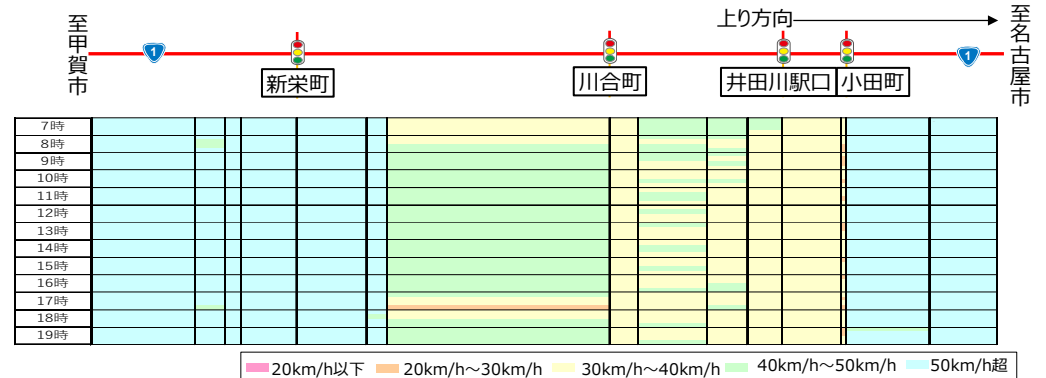 上り方向
至甲賀市
至名古屋市
1
1
新栄町
川合町
井田川駅口
小田町
7時
8時
9時
10時
11時
12時
13時
14時
15時
16時
17時
18時
19時
20km/h以下
20km/h～30km/h
30km/h～40km/h
40km/h～50km/h
50km/h超